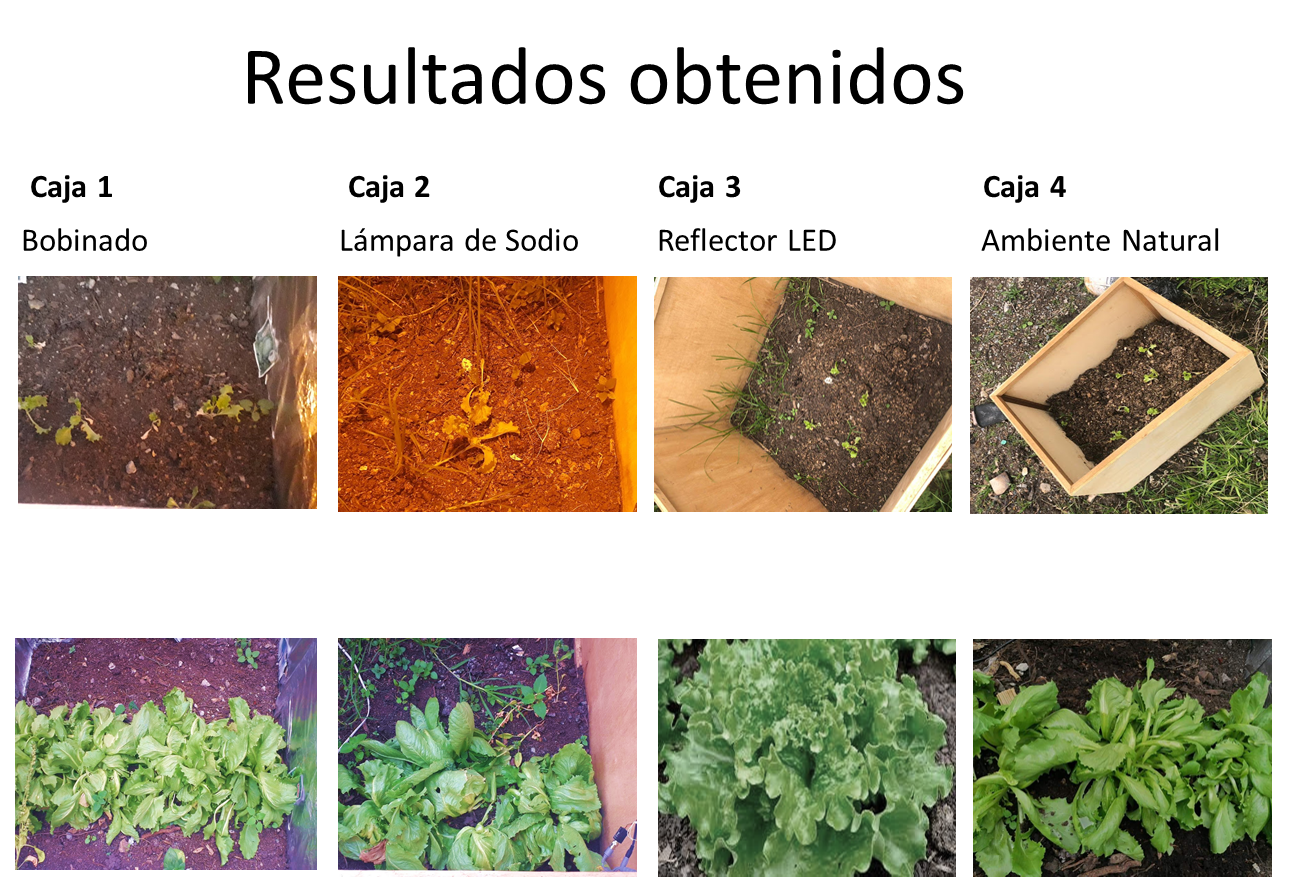 Resultados obtenidos
Caja 1
Bobinado
Caja 2
Lámpara de Sodio
Caja 3
Reflector LED
Caja 4
Ambiente Natural